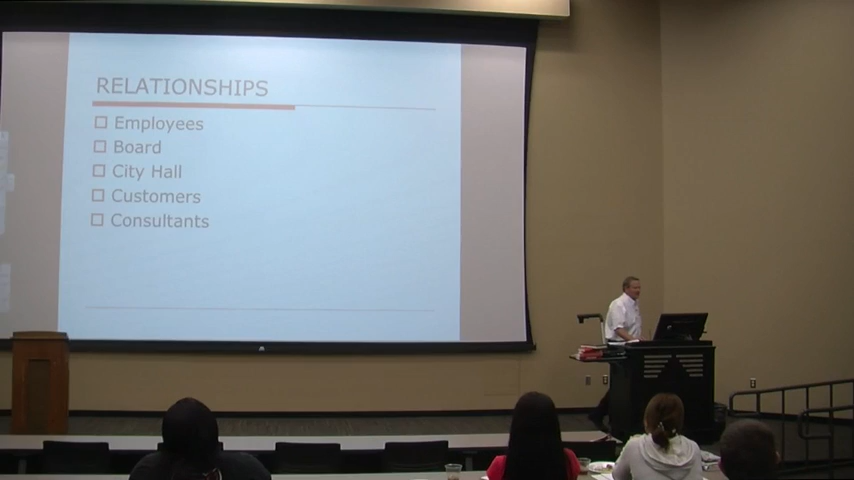 RELATIONSHIPS
Employees
Board
City Hall
Customers
Consultants